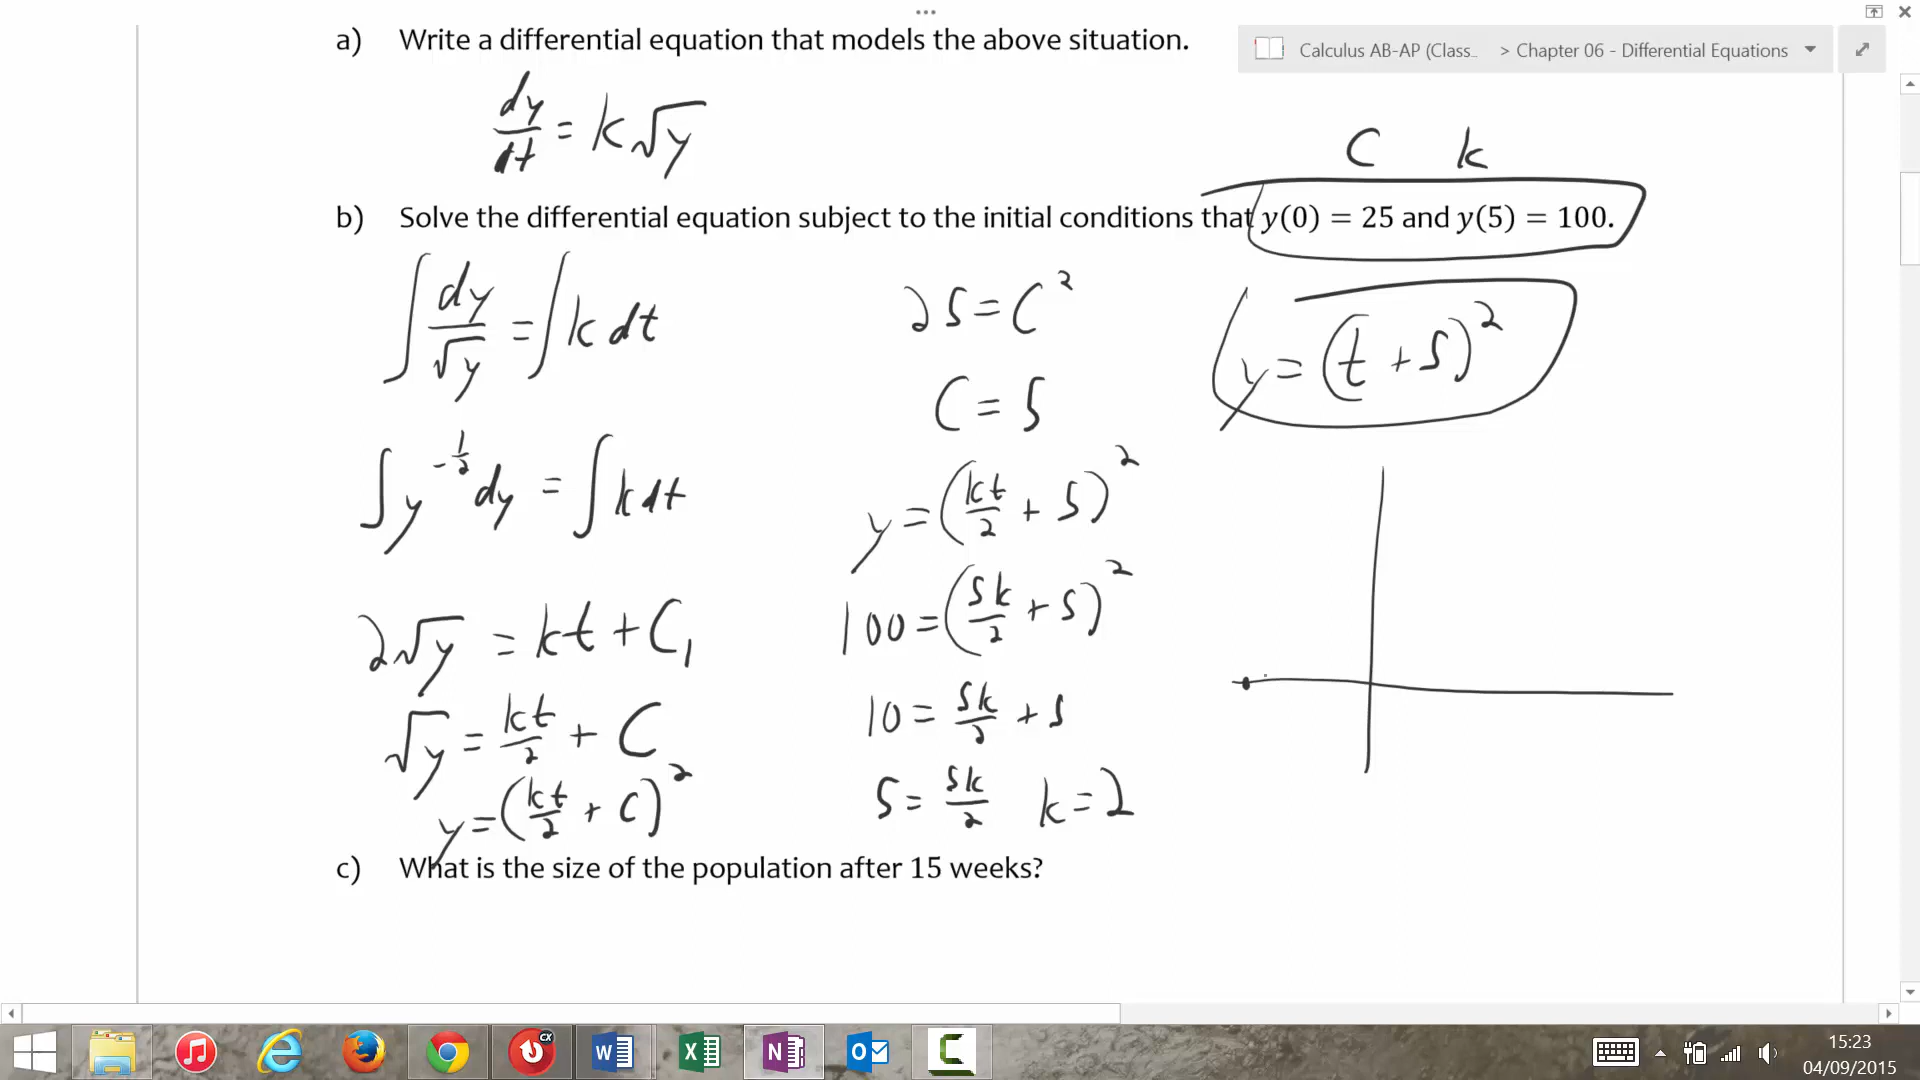 a) Write a differential equation that models the above situation.
Calculus AB-AP (Class... > Chapter 06 - Differential Equations
dy/dt = k√y
C k
b) Solve the differential equation subject to the initial conditions that y(0) = 25 and y(5) = 100.
∫ dy/√y = ∫ k dt
∫ y^(-1/2) dy = ∫ k dt
2√y = kt + C₁
√y = kt/2 + C
y = (kt/2 + C)²
25 = C²
C = 5
y = (kt/2 + 5)²
100 = (5k/2 + 5)²
10 = 5k/2 + 5
5 = 5k/2 k = 2
y = (t + 5)²
c) What is the size of the population after 15 weeks?
15:23
04/09/2015